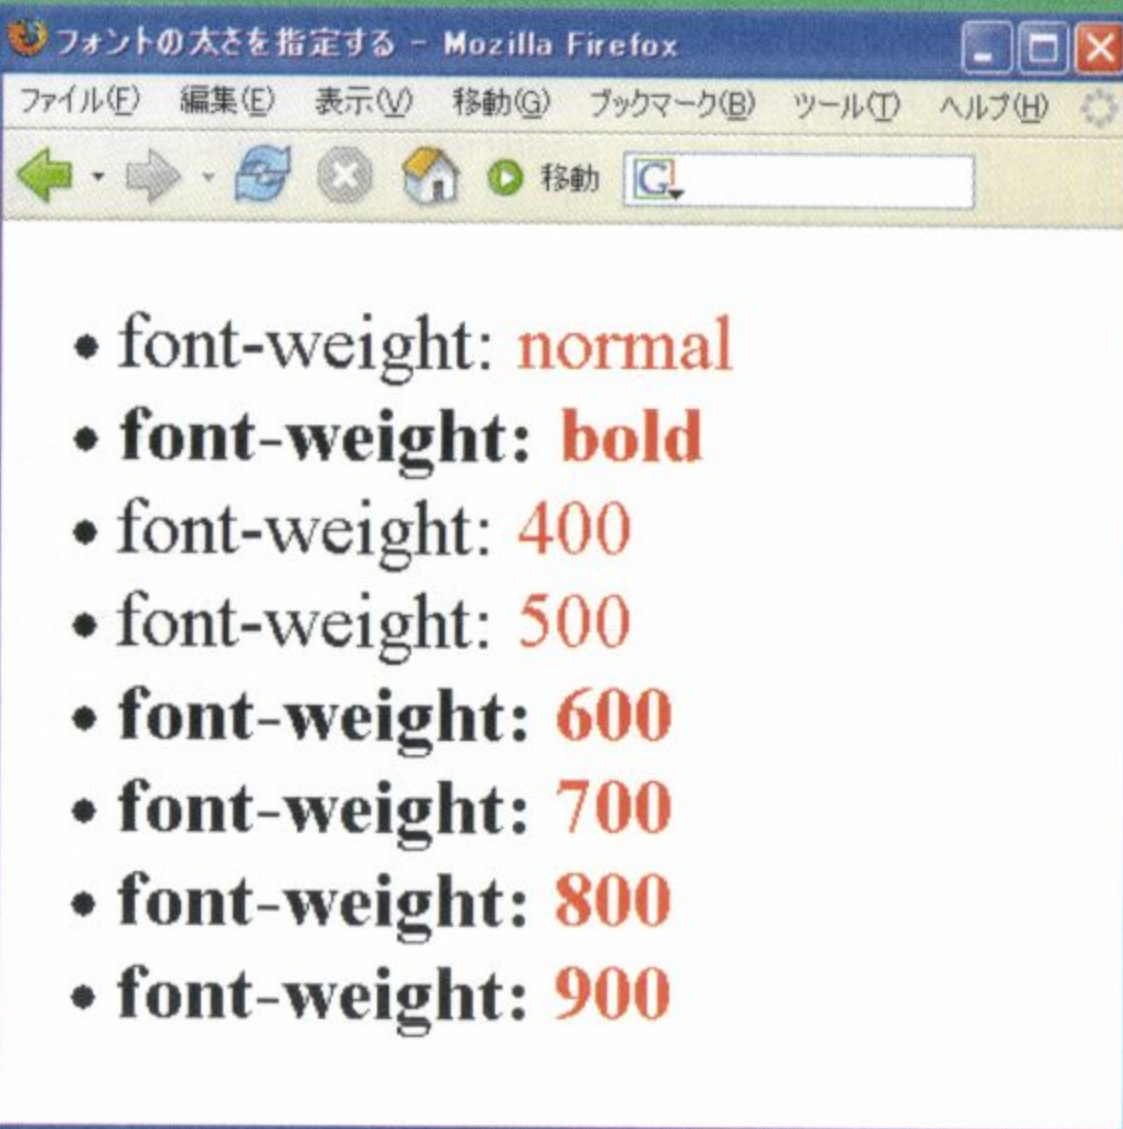 フォントの太さを指定する - Mozilla Firefox
ファイル(F) 編集(E) 表示(V) 移動(G) ブックマーク(B) ツール(T) ヘルプ(H)
移動 G
• font-weight: normal
• font-weight: bold
• font-weight: 400
• font-weight: 500
• font-weight: 600
• font-weight: 700
• font-weight: 800
• font-weight: 900